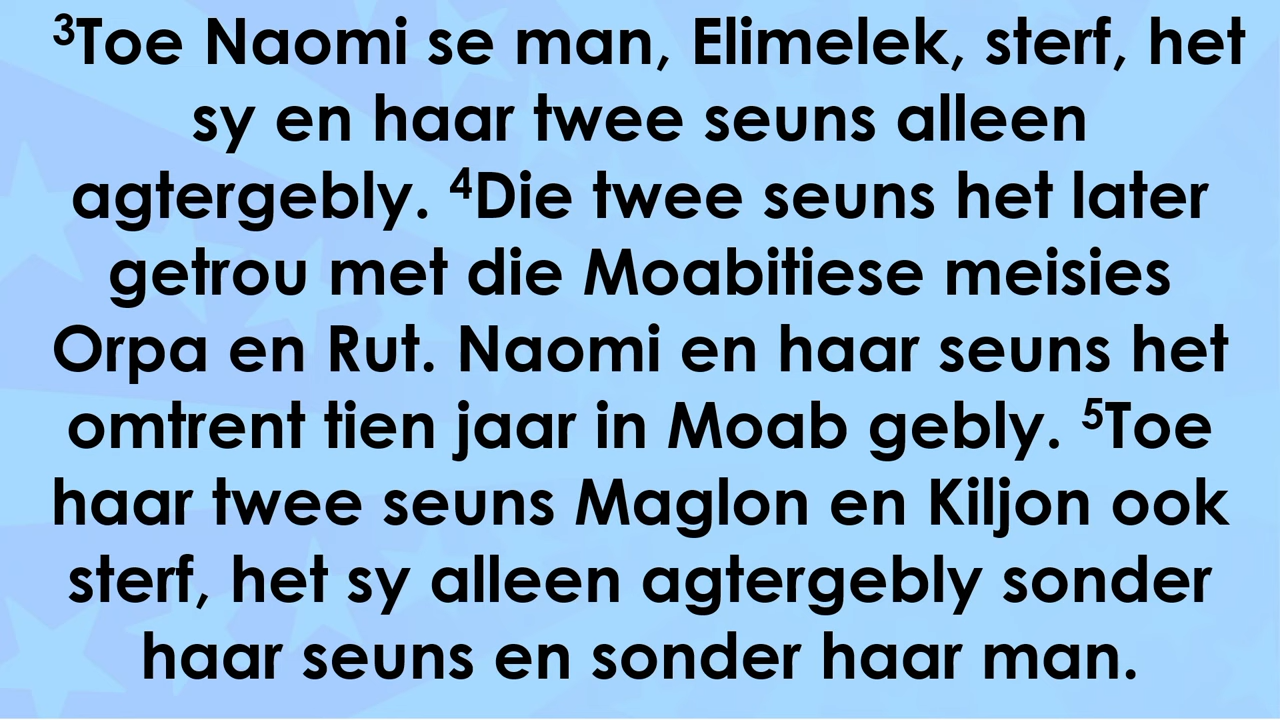 ³Toe Naomi se man, Elimelek, sterf, het
sy en haar twee seuns alleen
agtergebly. ⁴Die twee seuns het later
getrou met die Moabitiese meisies
Orpa en Rut. Naomi en haar seuns het
omtrent tien jaar in Moab gebly. ⁵Toe
haar twee seuns Maglon en Kiljon ook
sterf, het sy alleen agtergebly sonder
haar seuns en sonder haar man.